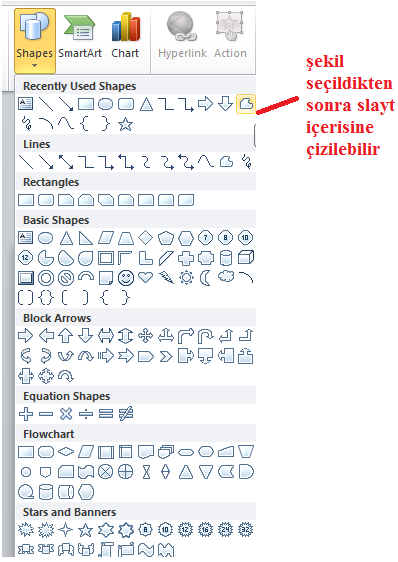 Shapes SmartArt Chart Hyperlink Action
Recently Used Shapes
Lines
Rectangles
Basic Shapes
Block Arrows
Equation Shapes
Flowchart
Stars and Banners
şekil
seçildikten
sonra slayt
içerisine
çizilebilir